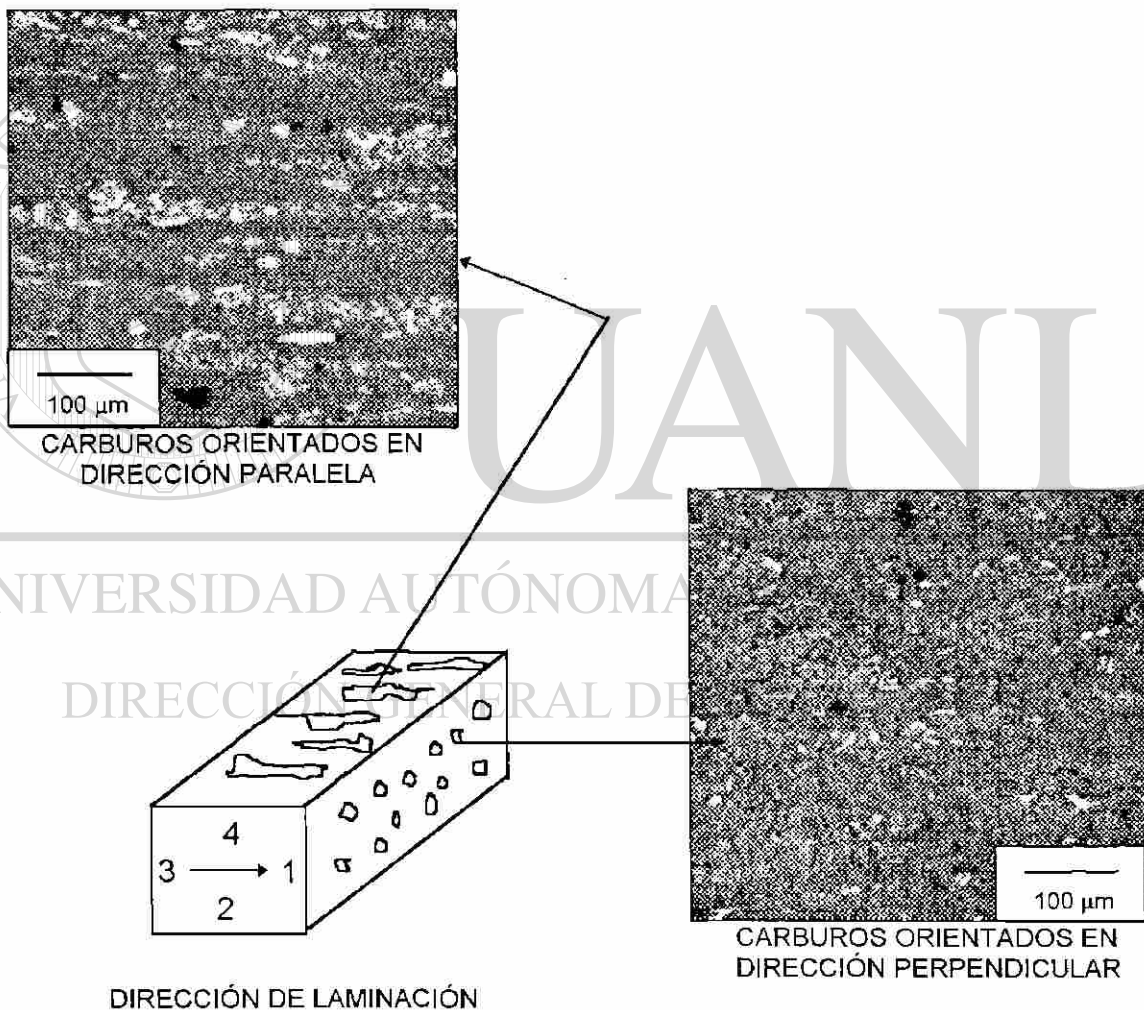 100 µm
CARBUROS ORIENTADOS EN
DIRECCIÓN PARALELA
UANL
UNIVERSIDAD AUTÓNOMA
DIRECCIÓN GENERAL DE
4
3 1
2
100 µm
CARBUROS ORIENTADOS EN
DIRECCIÓN PERPENDICULAR
DIRECCIÓN DE LAMINACIÓN